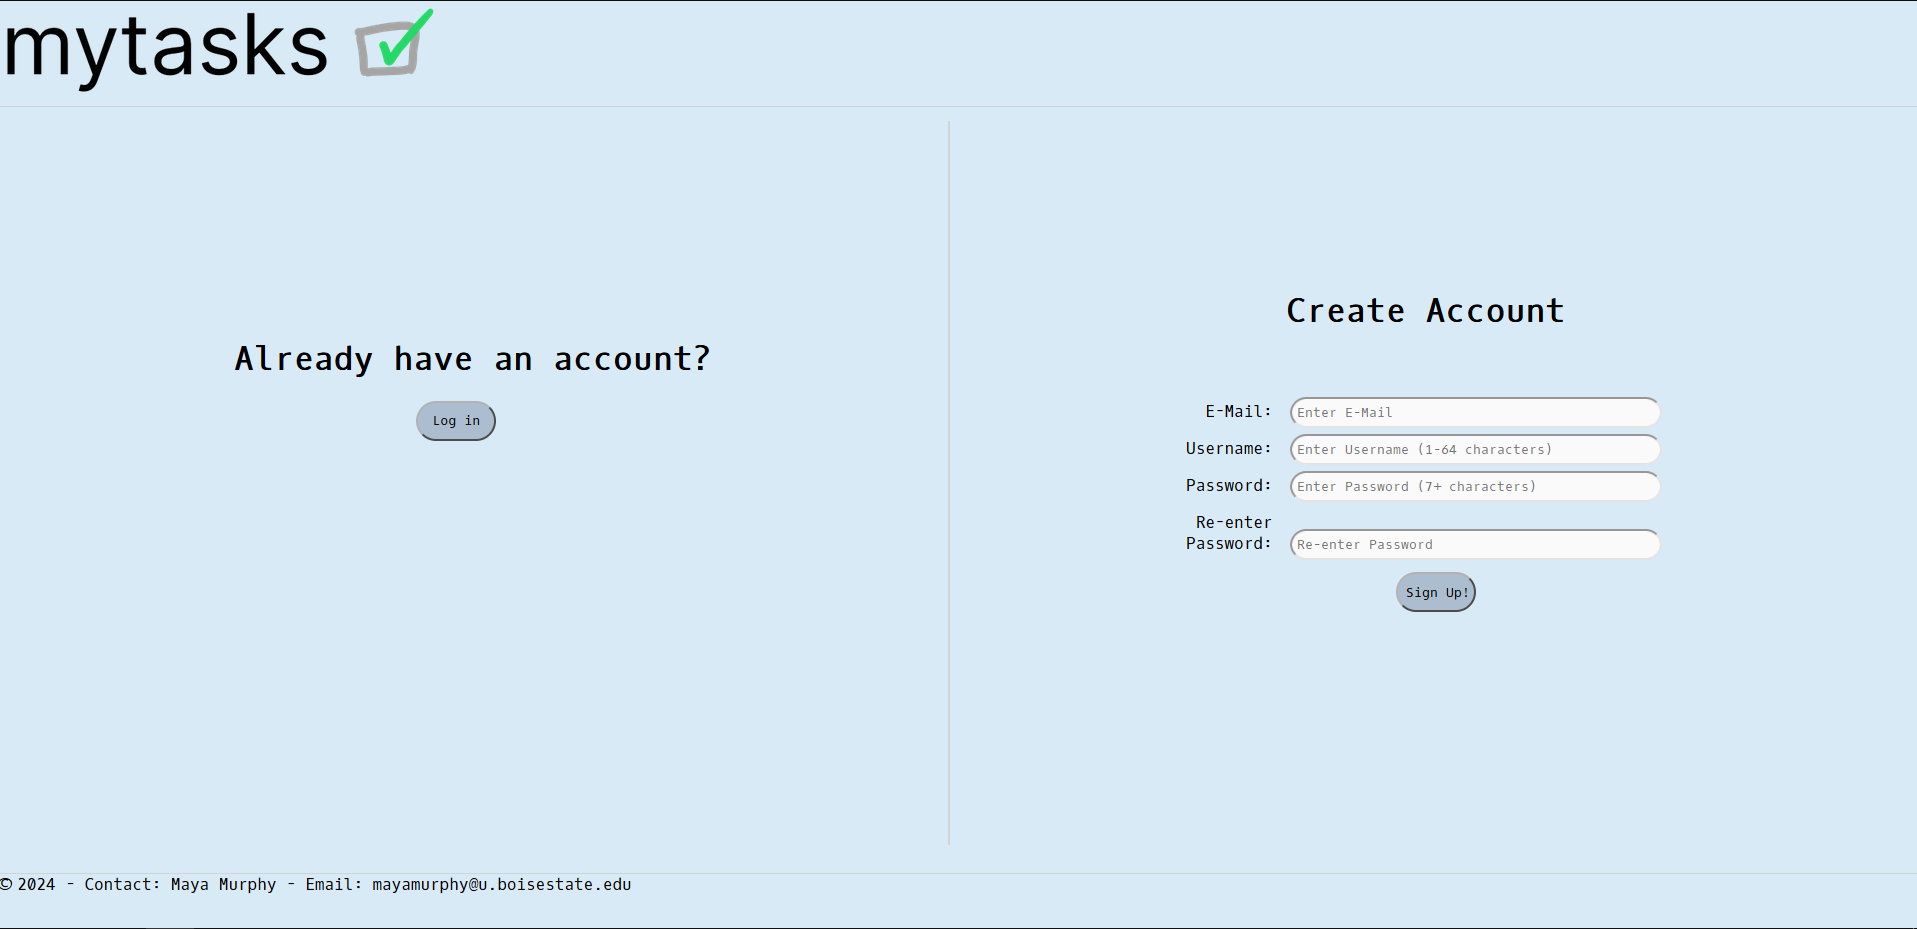 mytasks
Already have an account?
Log in
Create Account
E-Mail: Enter E-Mail
Username: Enter Username (1-64 characters)
Password: Enter Password (7+ characters)
Re-enter
Password: Re-enter Password
Sign Up!
© 2024 - Contact: Maya Murphy - Email: mayamurphy@u.boisestate.edu